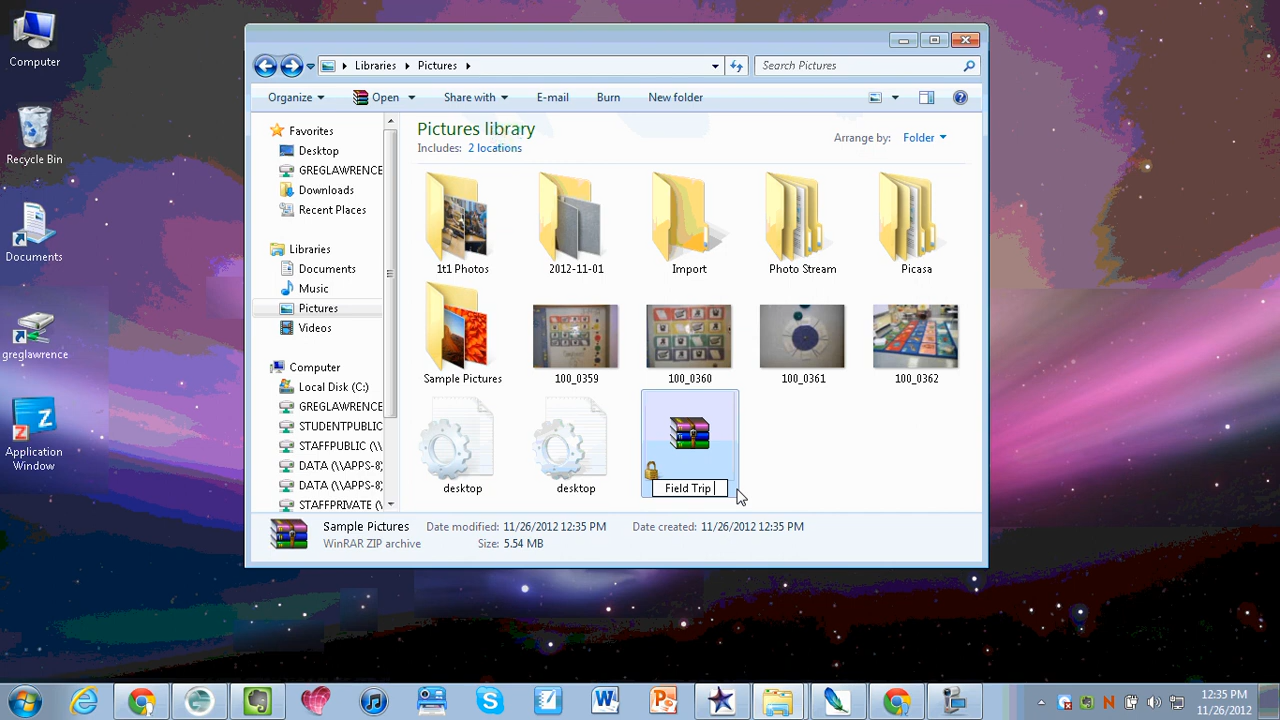 Computer
Recycle Bin
Documents
greglawrence
Application
Window
Libraries
Pictures
Search Pictures
Organize
Open
Share with
E-mail
Burn
New folder
Favorites
Desktop
GREGLAWRENCE
Downloads
Recent Places
Libraries
Documents
Music
Pictures
Videos
Computer
Local Disk (C:)
GREGLAWRENCE
STUDENTPUBLIC
STAFFPUBLIC (\\
DATA (\\APPS-8
DATA (\\APPS-8
STAFFPRIVATE (\
Pictures library
Includes: 2 locations
Arrange by: Folder
1t1 Photos
2012-11-01
Import
Photo Stream
Picasa
Sample Pictures
100_0359
100_0360
100_0361
100_0362
desktop
desktop
Field Trip
Sample Pictures
Date modified: 11/26/2012 12:35 PM
Date created: 11/26/2012 12:35 PM
WinRAR ZIP archive
Size: 5.54 MB
12:35 PM
11/26/2012